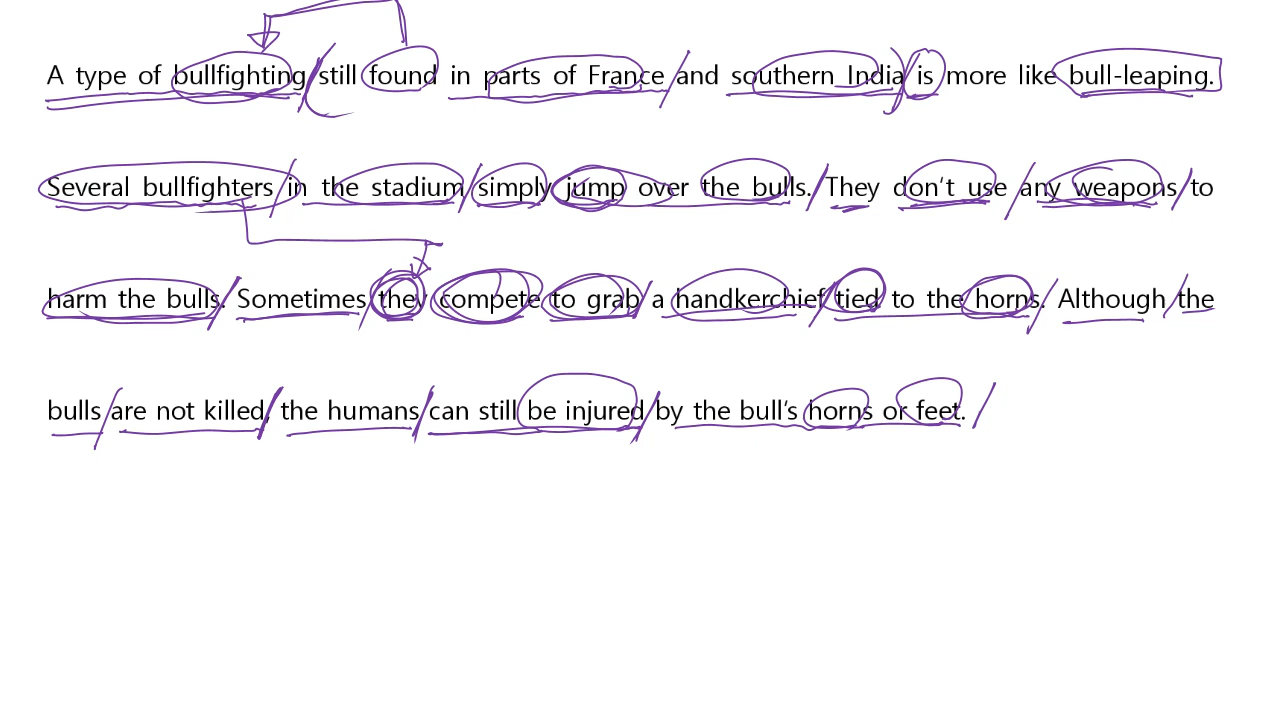 A type of bullfighting still found in parts of France and southern India is more like bull-leaping.
Several bullfighters in the stadium simply jump over the bulls. They don't use any weapons to
harm the bulls. Sometimes they compete to grab a handkerchief tied to the horns. Although the
bulls are not killed, the humans can still be injured by the bull's horns or feet.